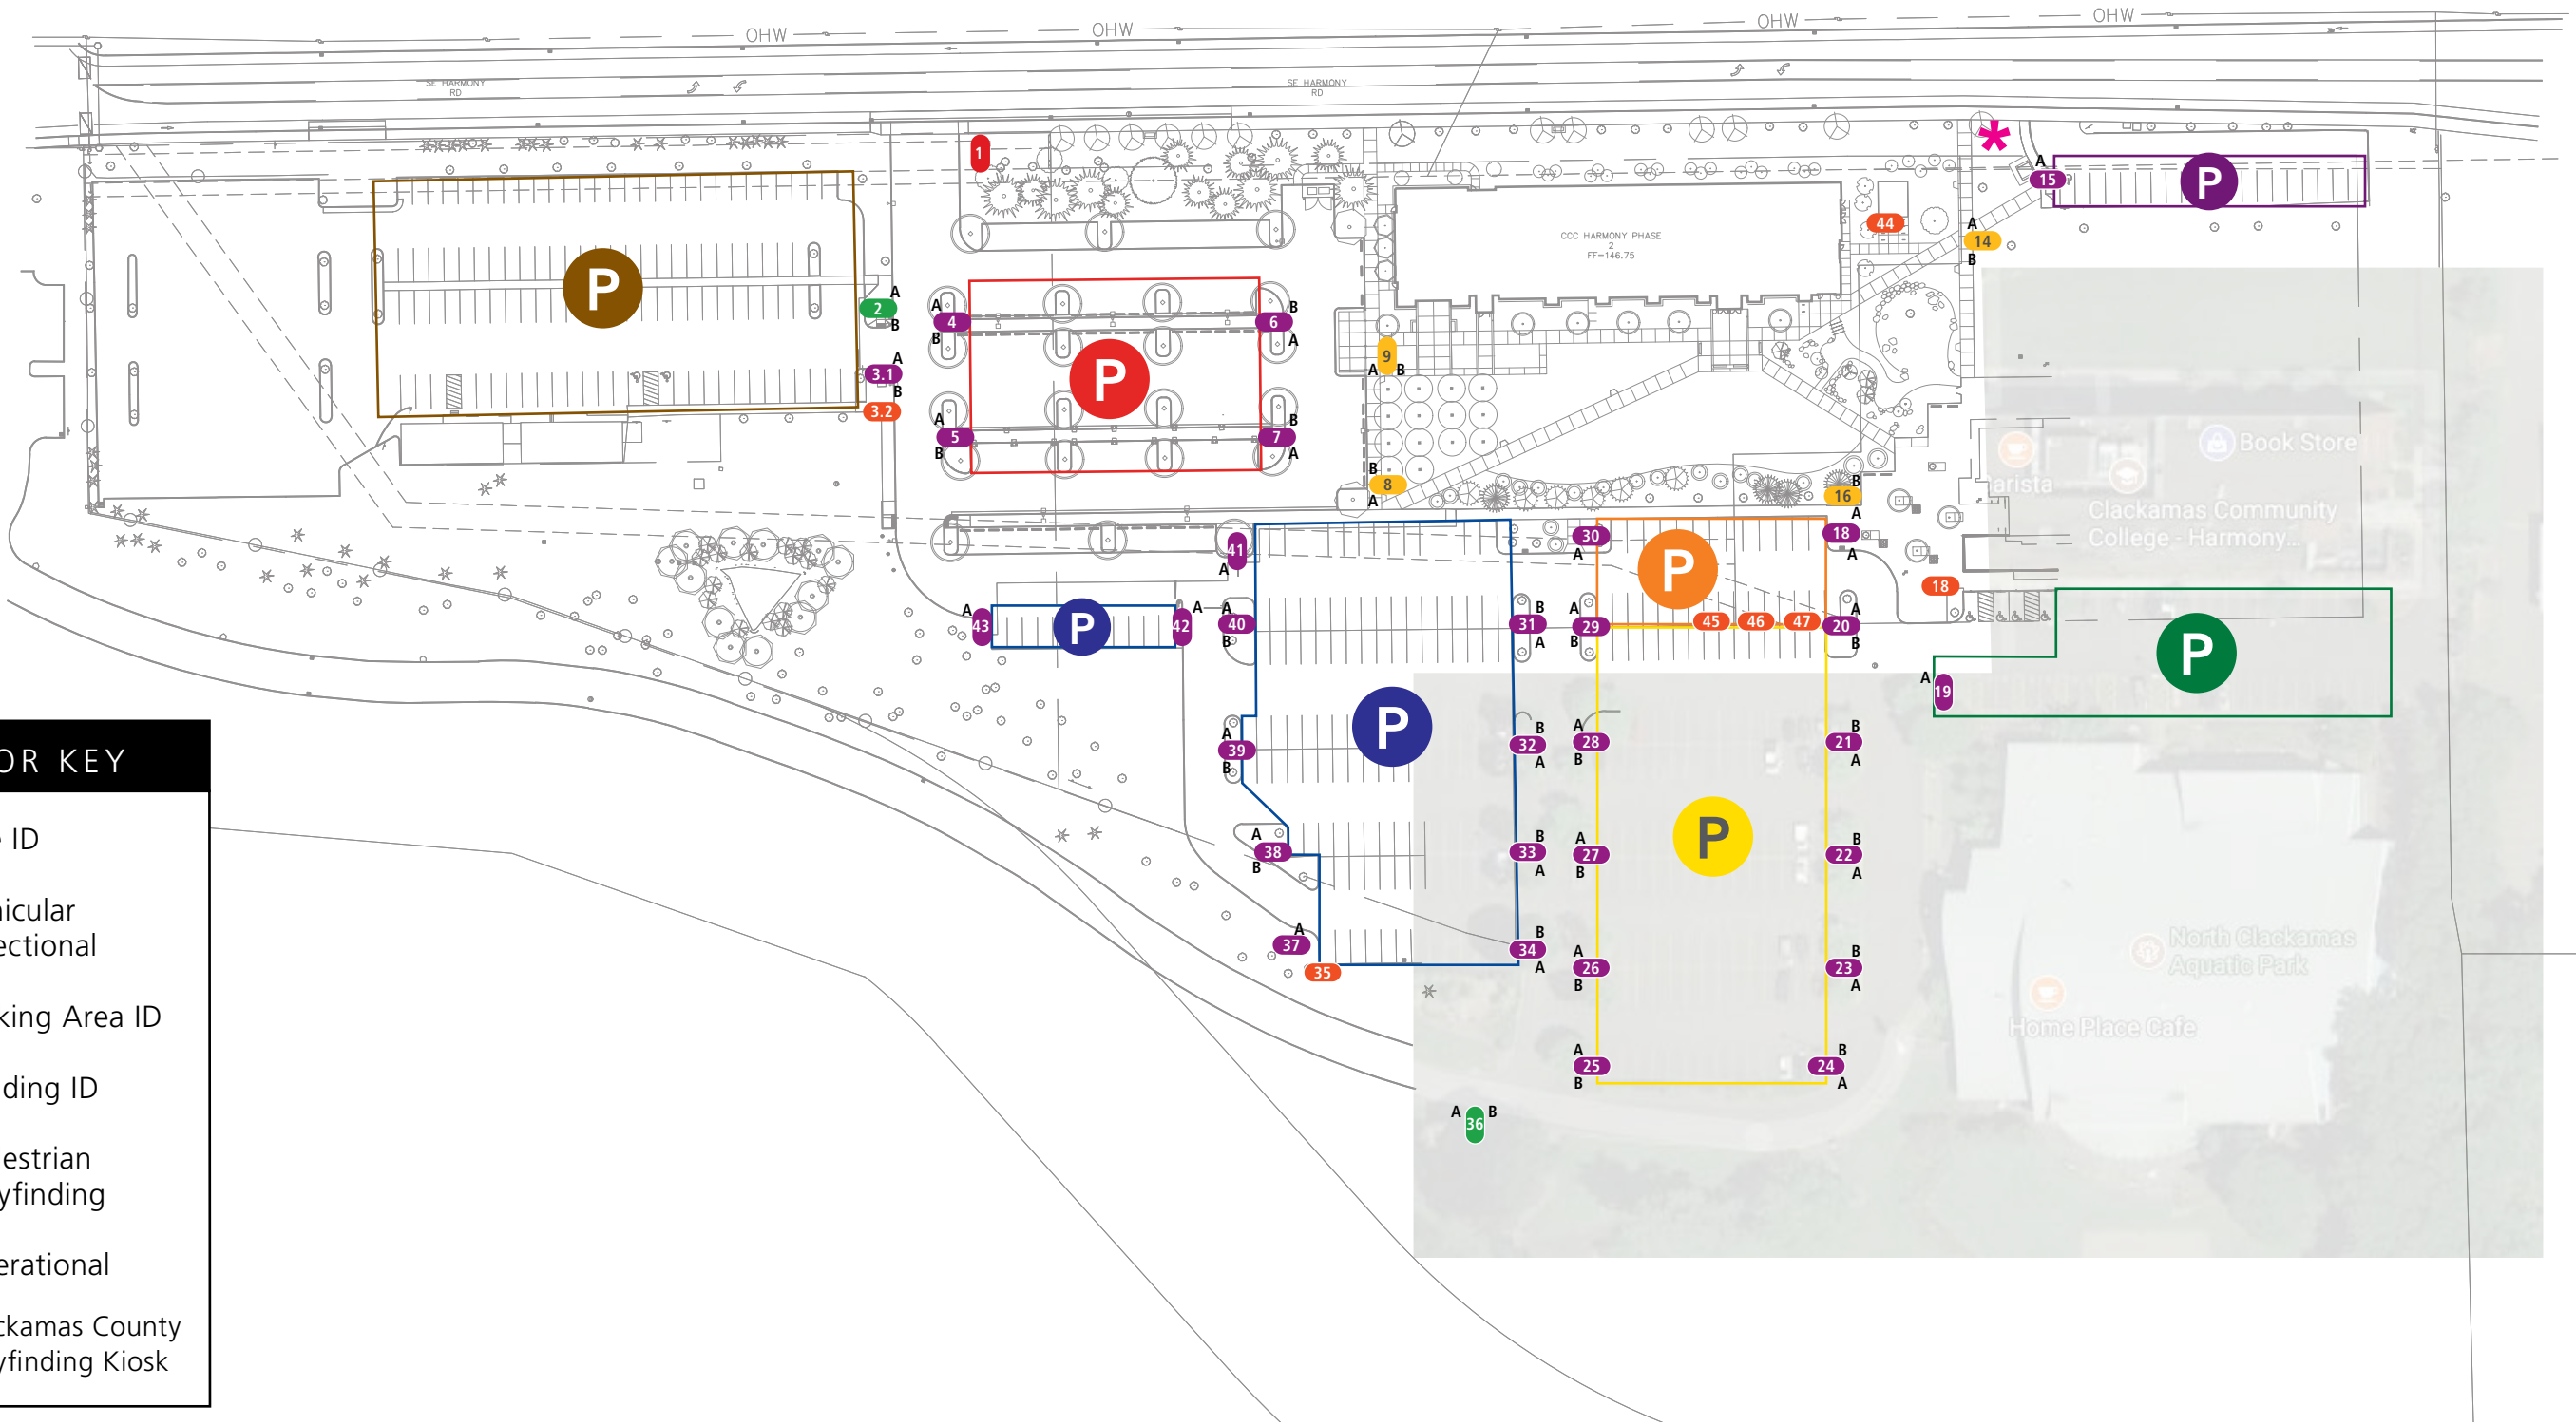 OHW
OHW
OHW
OHW
SE HARMONY
RD
SE HARMONY
RD
1
A
15
P
44
A
14
B
CCC HARMONY PHASE
2
FF=146.75
P
A
2
B
A
4
B
B
6
A
9
A B
A
3.1
B
3.2
P
A
5
B
B
7
A
B
8
A
B
16
A
Book Store
arista
Clackamas Community
College - Harmony...
41
A
30
A
P
18
A
18
A
43
P
42
A
A
40
B
B
31
A
A
29
B
45
46
47
A
20
B
P
A
19
A
39
B
P
B
32
A
A
28
B
B
21
A
OR KEY
e ID
nicular
ectional
king Area ID
ding ID
estrian
yfinding
erational
ckamas County
yfinding Kiosk
A
38
B
B
33
A
A
27
B
P
B
22
A
A
37
35
B
34
A
A
26
B
B
23
A
North Clackamas
Aquatic Park
Home Place Cafe
A
25
B
B
24
A
A
36
B